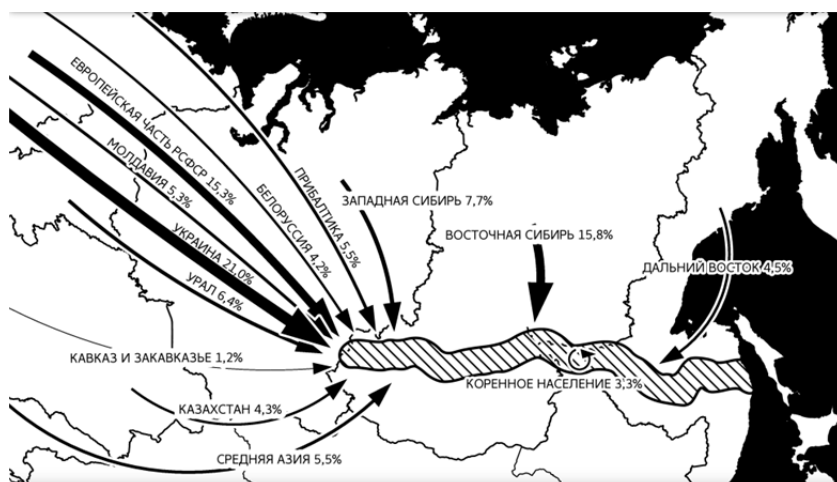 ЕВРОПЕЙСКАЯ ЧАСТЬ РСФСР 15,3%
МОЛДАВИЯ 5,3%
УКРАИНА 21,0%
УРАЛ 6,4%
БЕЛОРУССИЯ 4,2%
ПРИБАЛТИКА 5,5%
ЗАПАДНАЯ СИБИРЬ 7,7%
ВОСТОЧНАЯ СИБИРЬ 15,8%
ДАЛЬНИЙ ВОСТОК 4,5%
КАВКАЗ И ЗАКАВКАЗЬЕ 1,2%
КОРЕННОЕ НАСЕЛЕНИЕ 3,3%
КАЗАХСТАН 4,3%
СРЕДНЯЯ АЗИЯ 5,5%